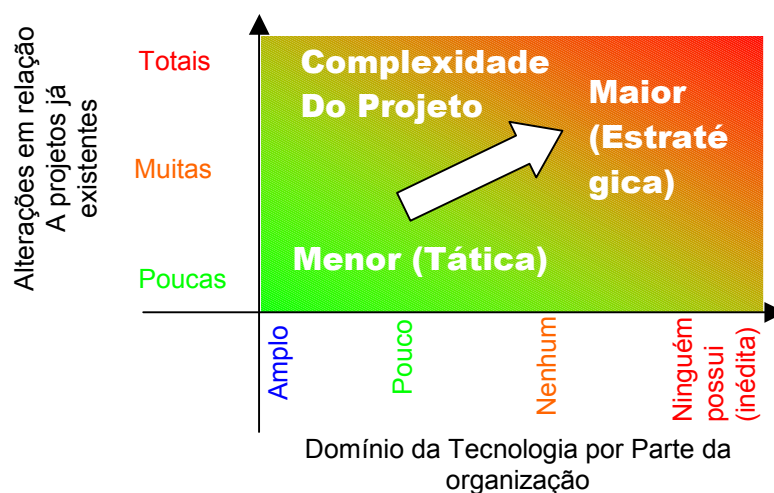 Alterações em relação
A projetos já
existentes
Totais
Muitas
Poucas
Complexidade
Do Projeto
Maior
(Estraté
gica)
Menor (Tática)
Amplo
Pouco
Nenhum
Ninguém
possui
(inédita)
Domínio da Tecnologia por Parte da
organização